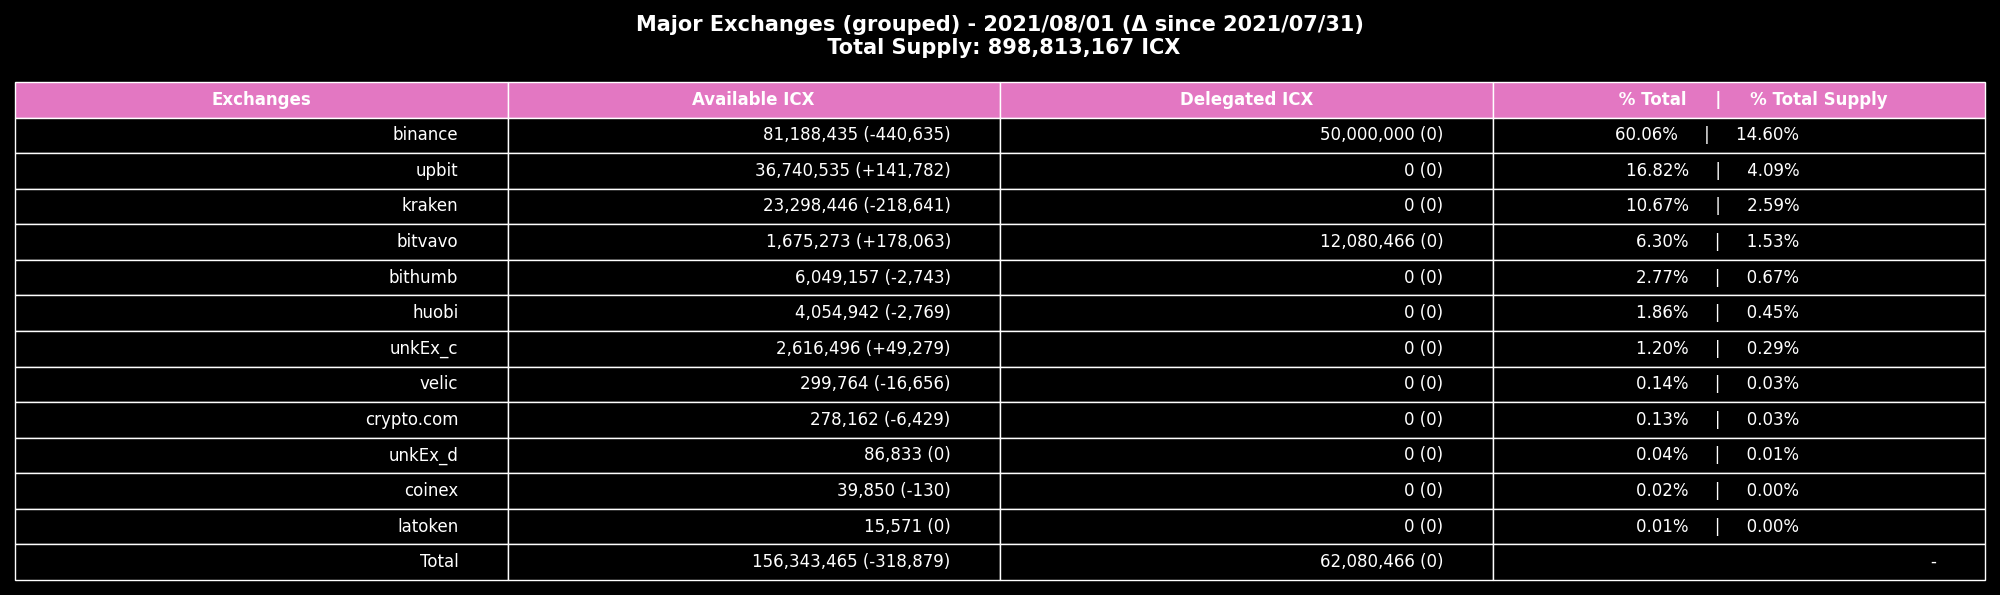 Major Exchanges (grouped) - 2021/08/01 (Δ since 2021/07/31)
Total Supply: 898,813,167 ICX
Exchanges Available ICX Delegated ICX % Total | % Total Supply
binance 81,188,435 (-440,635) 50,000,000 (0) 60.06% | 14.60%
upbit 36,740,535 (+141,782) 0 (0) 16.82% | 4.09%
kraken 23,298,446 (-218,641) 0 (0) 10.67% | 2.59%
bitvavo 1,675,273 (+178,063) 12,080,466 (0) 6.30% | 1.53%
bithumb 6,049,157 (-2,743) 0 (0) 2.77% | 0.67%
huobi 4,054,942 (-2,769) 0 (0) 1.86% | 0.45%
unkEx_c 2,616,496 (+49,279) 0 (0) 1.20% | 0.29%
velic 299,764 (-16,656) 0 (0) 0.14% | 0.03%
crypto.com 278,162 (-6,429) 0 (0) 0.13% | 0.03%
unkEx_d 86,833 (0) 0 (0) 0.04% | 0.01%
coinex 39,850 (-130) 0 (0) 0.02% | 0.00%
latoken 15,571 (0) 0 (0) 0.01% | 0.00%
Total 156,343,465 (-318,879) 62,080,466 (0) -